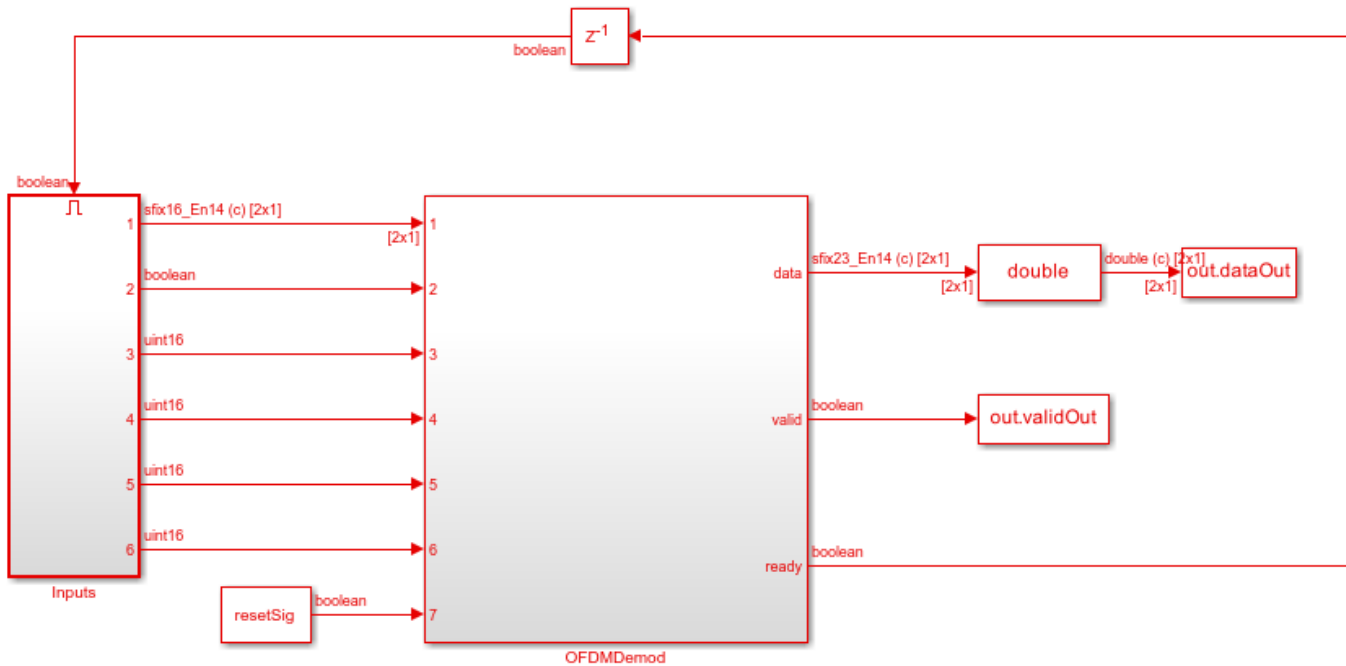 z-1
boolean
boolean
1
sfix16_En14 (c) [2x1]
[2x1]
1
2
boolean
2
3
uint16
3
4
uint16
4
5
uint16
5
6
uint16
6
Inputs
resetSig
boolean
7
data
sfix23_En14 (c) [2x1]
[2x1]
double
double (c) [2x1]
[2x1]
out.dataOut
valid
boolean
out.validOut
ready
boolean
OFDMDemod